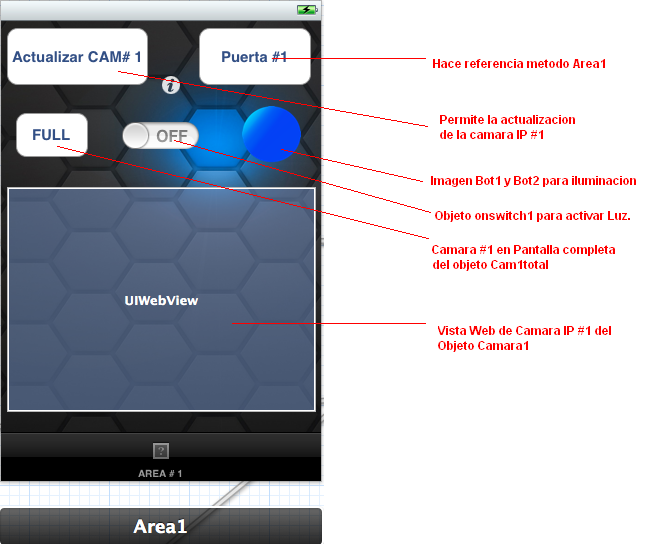 Actualizar CAM# 1
Puerta #1
Hace referencia metodo Area1
i
Permite la actualizacion
de la camara IP #1
FULL
OFF
Imagen Bot1 y Bot2 para iluminacion
Objeto onswitch1 para activar Luz.
Camara #1 en Pantalla completa
del objeto Cam1total
UIWebView
Vista Web de Camara IP #1 del
Objeto Camara1
?
AREA # 1
Area1